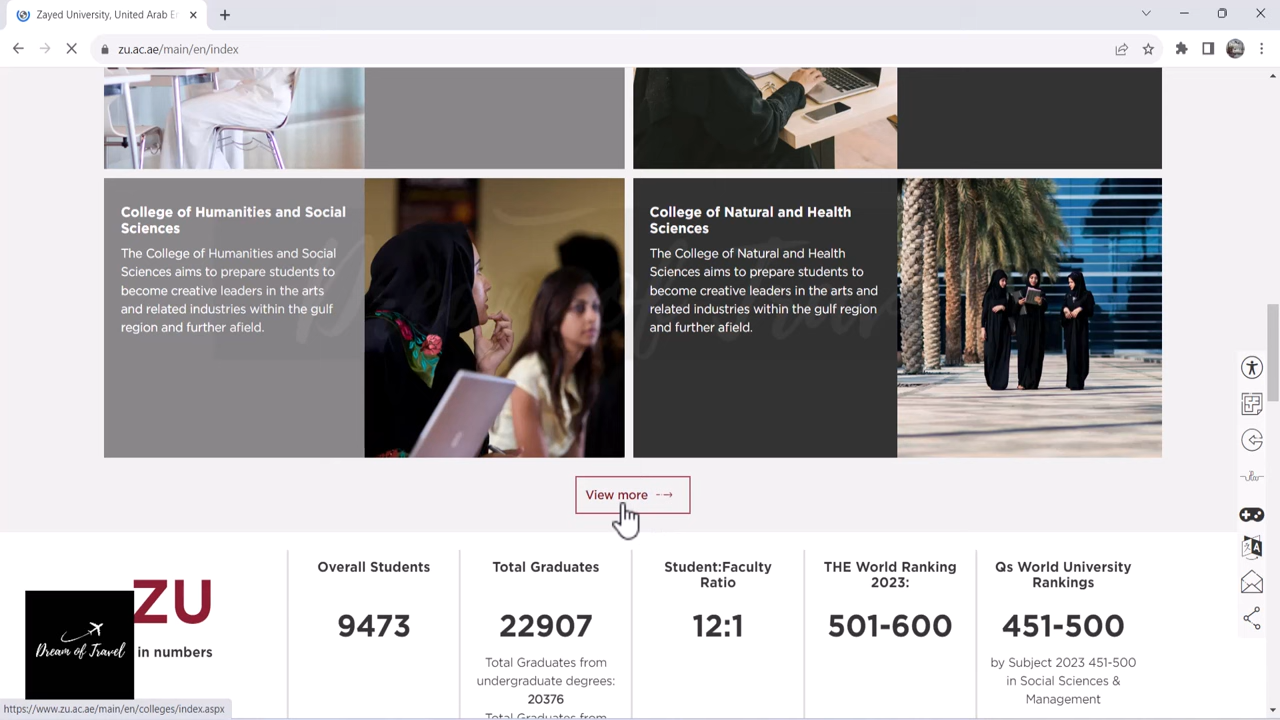 Zayed University, United Arab E
zu.ac.ae/main/en/index
College of Humanities and Social
Sciences
The College of Humanities and Social
Sciences aims to prepare students to
become creative leaders in the arts
and related industries within the gulf
region and further afield.
College of Natural and Health
Sciences
The College of Natural and Health
Sciences aims to prepare students to
become creative leaders in the arts and
related industries within the gulf region
and further afield.
View more
ZU
in numbers
Overall Students
9473
Total Graduates
22907
Total Graduates from
undergraduate degrees:
20376
Total Graduates from
Student:Faculty
Ratio
12:1
THE World Ranking
2023:
501-600
Qs World University
Rankings
451-500
by Subject 2023 451-500
in Social Sciences &
Management
Dream of Travel
https://www.zu.ac.ae/main/en/colleges/index.aspx